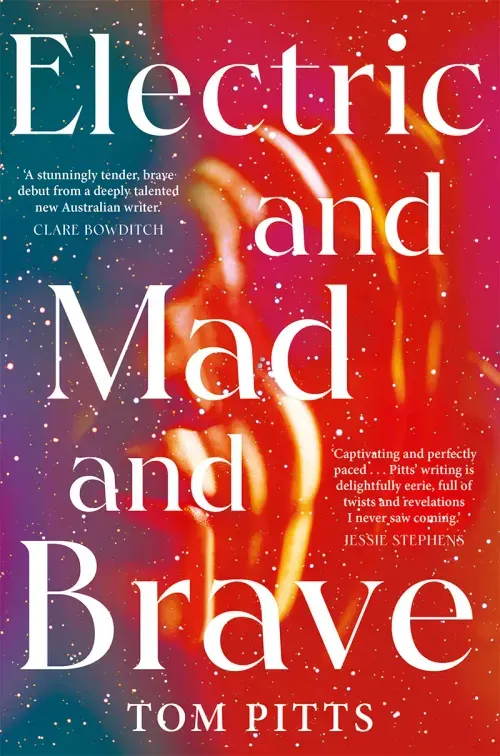 Electric
'A stunningly tender, brave
debut from a deeply talented
new Australian writer.'
CLARE BOWDITCH
and
Mad
and
'Captivating and perfectly
paced . . . Pitts' writing is
delightfully eerie, full of
twists and revelations
I never saw coming.'
JESSIE STEPHENS
Brave
TOM PITTS